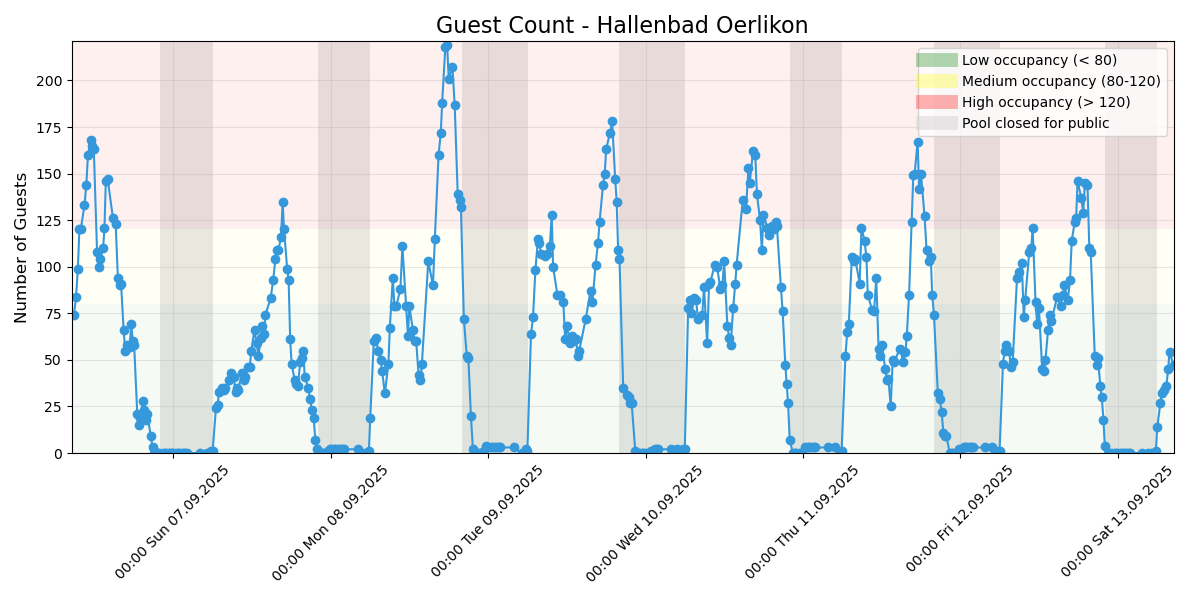 Guest Count - Hallenbad Oerlikon
Low occupancy (< 80)
Medium occupancy (80-120)
High occupancy (> 120)
Pool closed for public
Number of Guests
200
175
150
125
100
75
50
25
0
00:00 Sun 07.09.2025
00:00 Mon 08.09.2025
00:00 Tue 09.09.2025
00:00 Wed 10.09.2025
00:00 Thu 11.09.2025
00:00 Fri 12.09.2025
00:00 Sat 13.09.2025